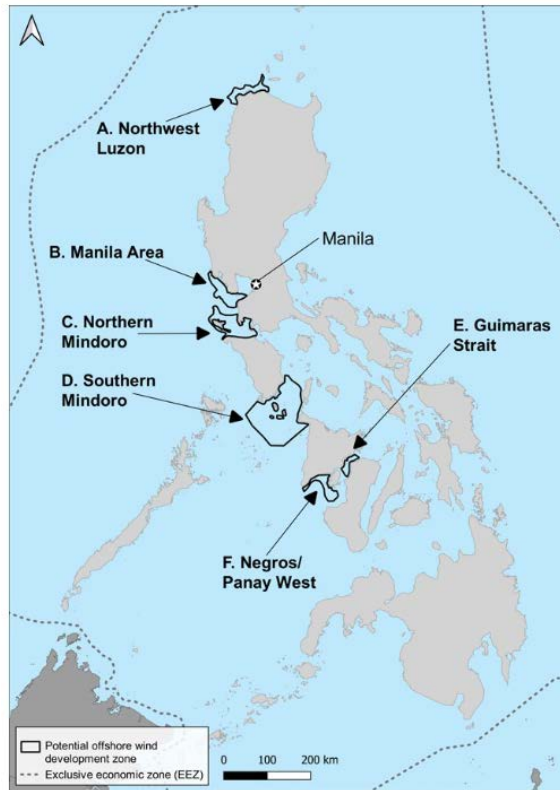 A. Northwest
Luzon
B. Manila Area
Manila
C. Northern
Mindoro
E. Guimaras
Strait
D. Southern
Mindoro
F. Negros/
Panay West
Potential offshore wind
development zone
Exclusive economic zone (EEZ)
0 100 200 km